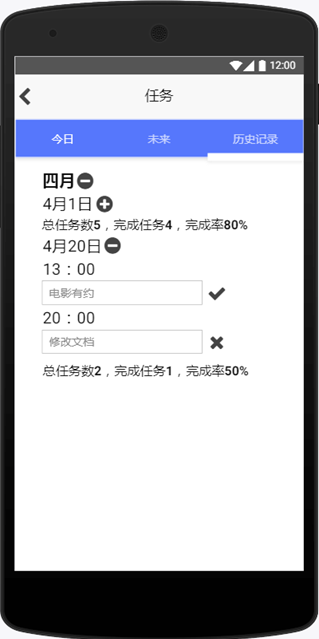 12:00
任务
今日 未来 历史记录
四月
4月1日
总任务数5，完成任务4，完成率80%
4月20日
13：00
电影有约
20：00
修改文档
总任务数2，完成任务1，完成率50%